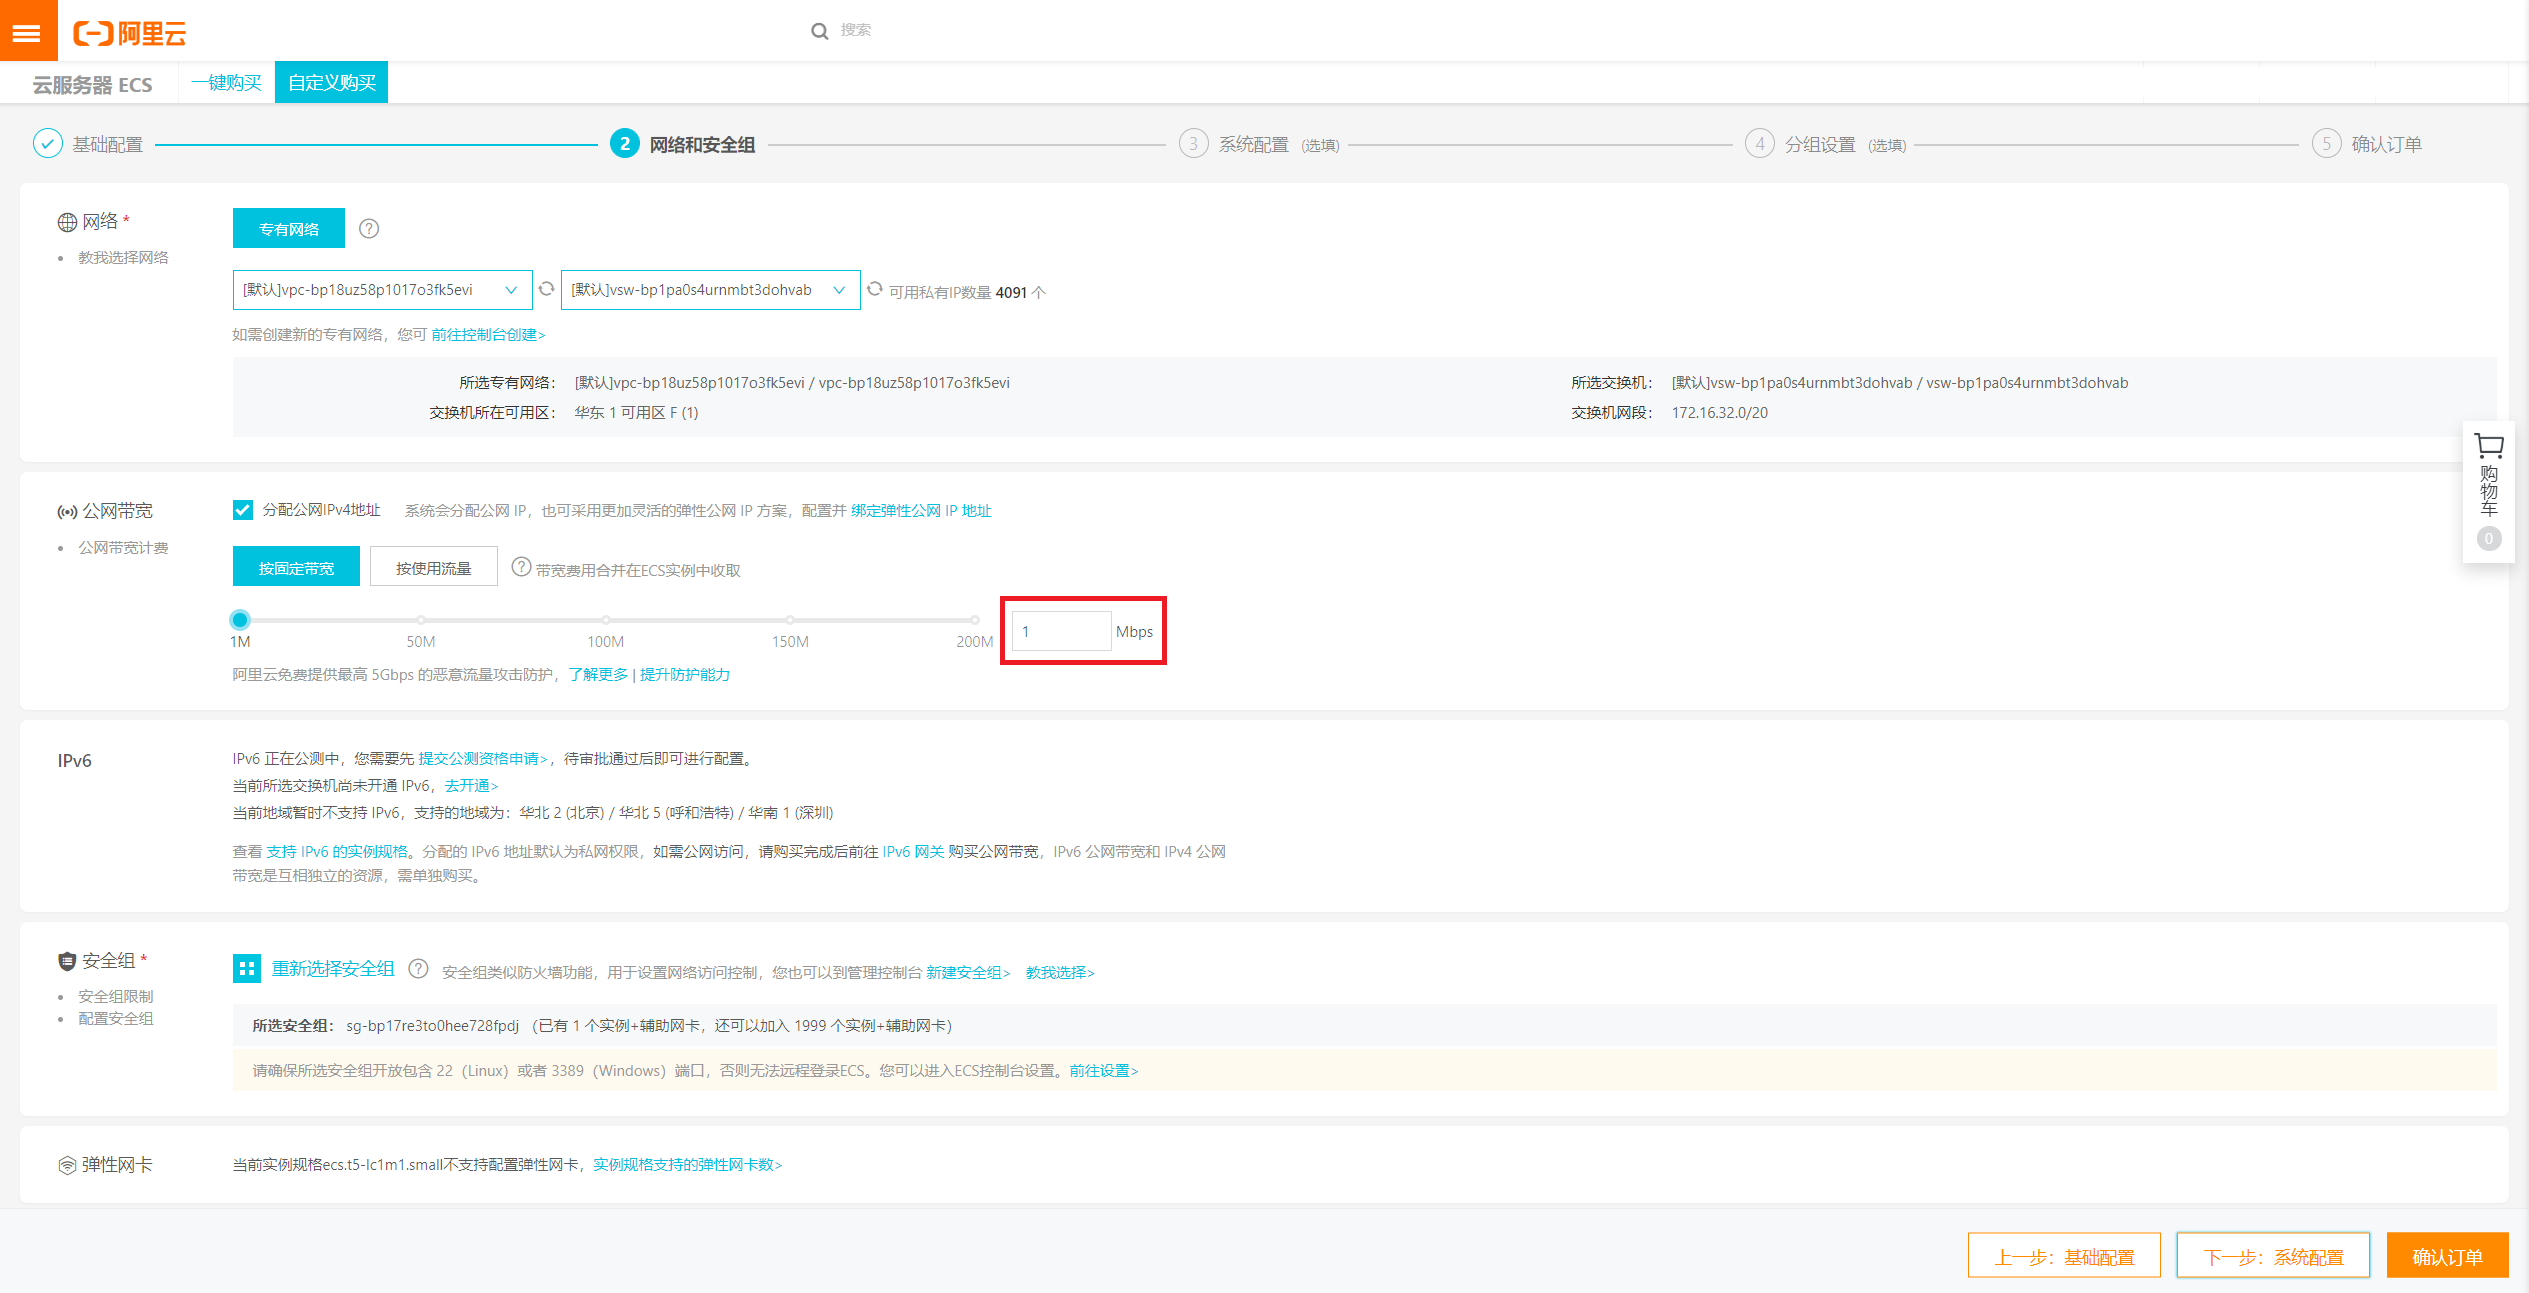 阿里云
搜索
云服务器 ECS
一键购买
自定义购买
基础配置
2 网络和安全组
3 系统配置 (选填)
4 分组设置 (选填)
5 确认订单
网络 *
教我选择网络
专有网络
?
[默认]vpc-bp18uz58p1017o3fk5evi
[默认]vsw-bp1pa0s4urnmbt3dohvab
可用私有IP数量 4091 个
如需创建新的专有网络，您可 前往控制台创建>
所选专有网络： [默认]vpc-bp18uz58p1017o3fk5evi / vpc-bp18uz58p1017o3fk5evi
所选交换机： [默认]vsw-bp1pa0s4urnmbt3dohvab / vsw-bp1pa0s4urnmbt3dohvab
交换机所在可用区： 华东 1 可用区 F (1)
交换机网段： 172.16.32.0/20
购物车
0
公网带宽
公网带宽计费
分配公网IPv4地址 系统会分配公网 IP，也可采用更加灵活的弹性公网 IP 方案，配置并 绑定弹性公网 IP 地址
按固定带宽
按使用流量
? 带宽费用合并在ECS实例中收取
1M 50M 100M 150M 200M
1 Mbps
阿里云免费提供最高 5Gbps 的恶意流量攻击防护，了解更多 | 提升防护能力
IPv6
IPv6 正在公测中，您需要先 提交公测资格申请>，待审批通过后即可进行配置。
当前所选交换机尚未开通 IPv6，去开通>
当前地域暂时不支持 IPv6，支持的地域为：华北 2 (北京) / 华北 5 (呼和浩特) / 华南 1 (深圳)
查看 支持 IPv6 的实例规格。分配的 IPv6 地址默认为私网权限，如需公网访问，请购买完成后前往 IPv6 网关 购买公网带宽，IPv6 公网带宽和 IPv4 公网
带宽是互相独立的资源，需单独购买。
安全组 *
安全组限制
配置安全组
重新选择安全组 ? 安全组类似防火墙功能，用于设置网络访问控制，您也可以到管理控制台 新建安全组> 教我选择>
所选安全组： sg-bp17re3to0hee728fpdj （已有 1 个实例+辅助网卡，还可以加入 1999 个实例+辅助网卡）
请确保所选安全组开放包含 22（Linux）或者 3389（Windows）端口，否则无法远程登录ECS。您可以进入ECS控制台设置。前往设置>
弹性网卡
当前实例规格ecs.t5-lc1m1.small不支持配置弹性网卡，实例规格支持的弹性网卡数>
上一步：基础配置
下一步：系统配置
确认订单